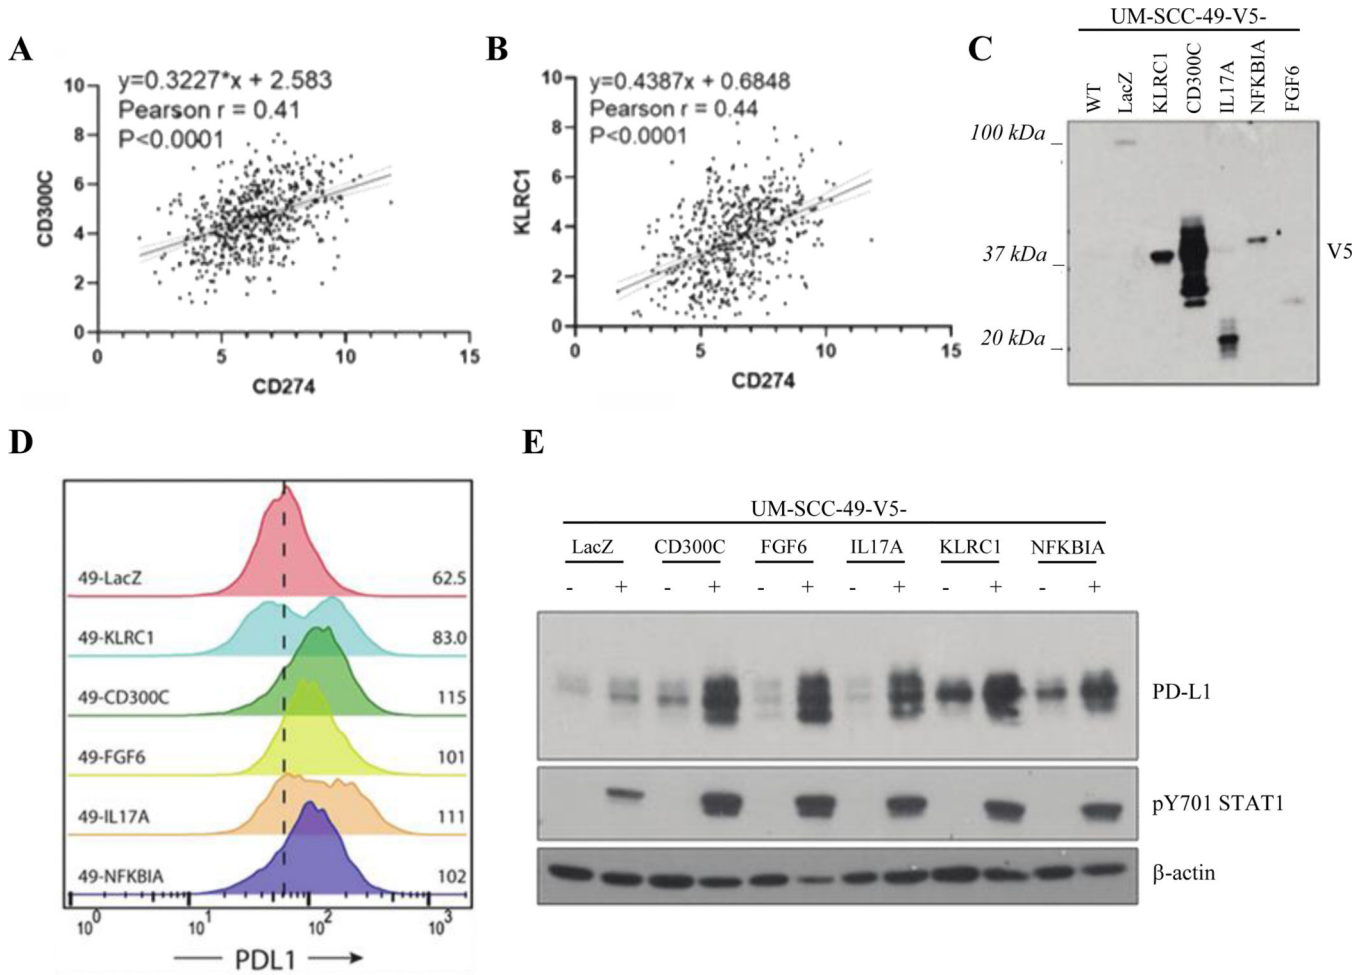 A
y=0.3227*x + 2.583
Pearson r = 0.41
P<0.0001
CD300C
10
8
6
4
2
0
0 5 10 15
CD274
B
y=0.4387x + 0.6848
Pearson r = 0.44
P<0.0001
KLRC1
10
8
6
4
2
0
0 5 10 15
CD274
C
UM-SCC-49-V5-
WT LacZ KLRC1 CD300C IL17A NFKBIA FGF6
100 kDa
37 kDa
20 kDa
V5
D
49-LacZ 62.5
49-KLRC1 83.0
49-CD300C 115
49-FGF6 101
49-IL17A 111
49-NFKBIA 102
10^0 10^1 10^2 10^3
PDL1
E
UM-SCC-49-V5-
LacZ CD300C FGF6 IL17A KLRC1 NFKBIA
- + - + - + - + - + - +
PD-L1
pY701 STAT1
β-actin